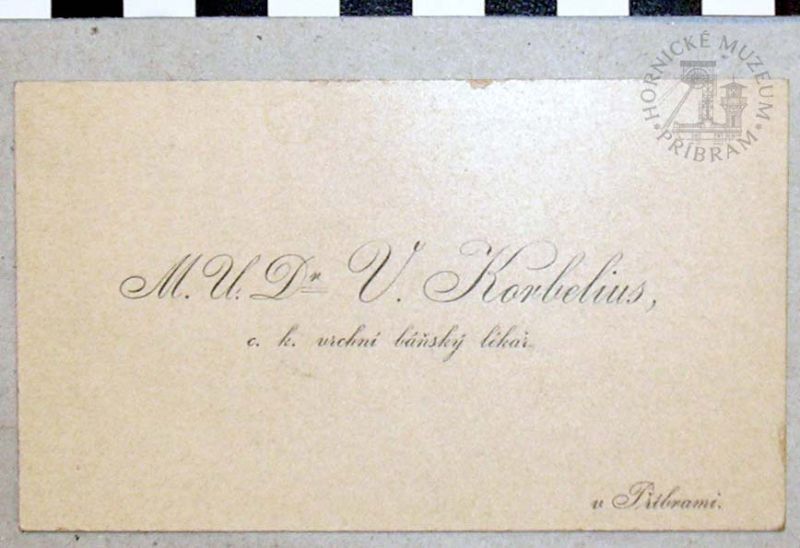 HORNICKÉ MUZEUM
PŘÍBRAM
M. U. Dr. V. Korbelius,
c. k. vrchní báňský lékař.
v Příbrami.